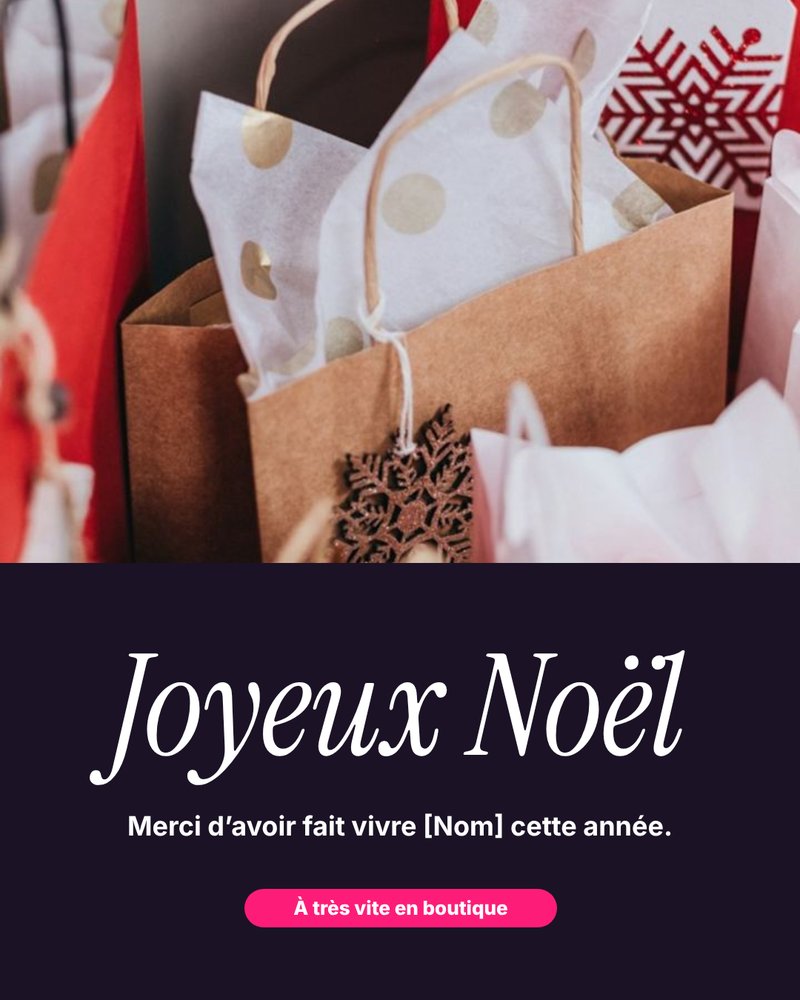 Joyeux Noël
Merci d’avoir fait vivre [Nom] cette année.
À très vite en boutique